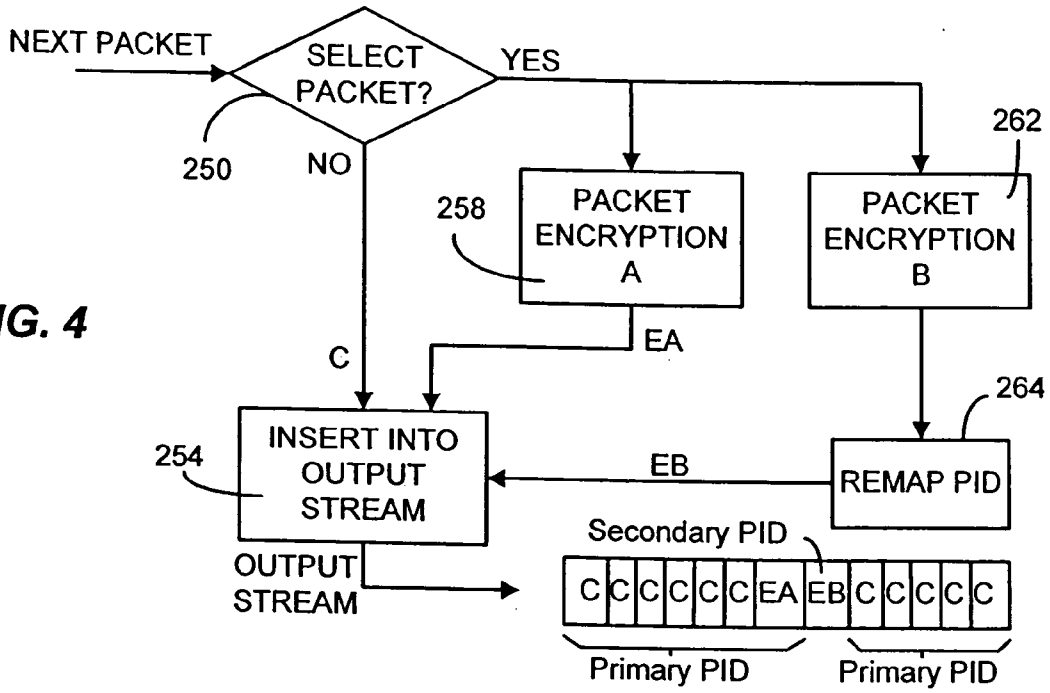 NEXT PACKET
SELECT
PACKET?
YES
250
NO
262
258
PACKET
ENCRYPTION
A
PACKET
ENCRYPTION
B
IG. 4
C
EA
264
254
INSERT INTO
OUTPUT
STREAM
EB
REMAP PID
OUTPUT
STREAM
Secondary PID
C C C C C C EA EB C C C C C
Primary PID
Primary PID